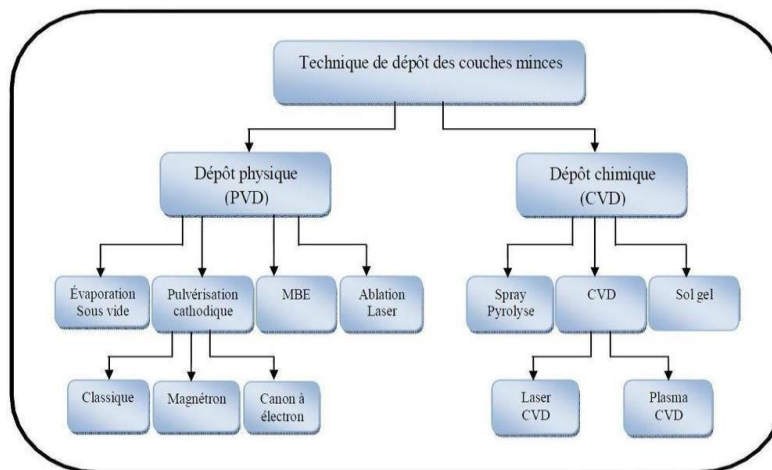 Technique de dépôt des couches minces
Dépôt physique
(PVD)
Dépôt chimique
(CVD)
Évaporation
Sous vide
Pulvérisation
cathodique
MBE
Ablation
Laser
Spray
Pyrolyse
CVD
Sol gel
Classique
Magnétron
Canon à
électron
Laser
CVD
Plasma
CVD